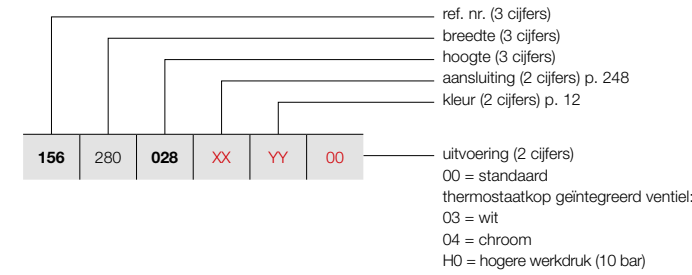 ref. nr. (3 cijfers)
breedte (3 cijfers)
hoogte (3 cijfers)
aansluiting (2 cijfers) p. 248
kleur (2 cijfers) p. 12
156 280 028 XX YY 00
uitvoering (2 cijfers)
00 = standaard
thermostaatkop geïntegreerd ventiel:
03 = wit
04 = chroom
H0 = hogere werkdruk (10 bar)